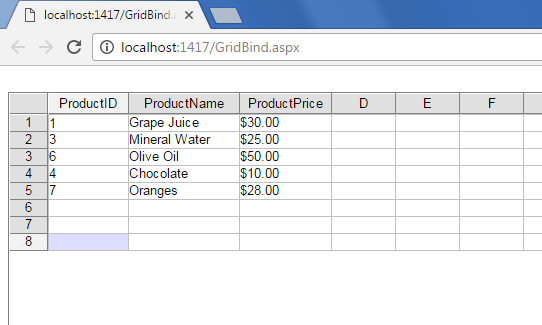 localhost:1417/GridBind.a
localhost:1417/GridBind.aspx
ProductID ProductName ProductPrice D E F
1 1 Grape Juice $30.00
2 3 Mineral Water $25.00
3 6 Olive Oil $50.00
4 4 Chocolate $10.00
5 7 Oranges $28.00
6
7
8